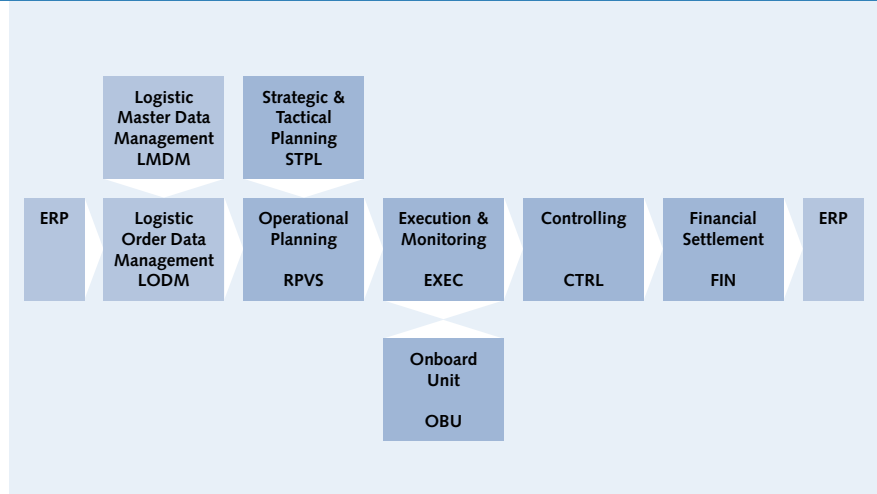 Logistic
Master Data
Management
LMDM
Strategic &
Tactical
Planning
STPL
ERP
Logistic
Order Data
Management
LODM
Operational
Planning
RPVS
Execution &
Monitoring
EXEC
Controlling
CTRL
Financial
Settlement
FIN
ERP
Onboard
Unit
OBU